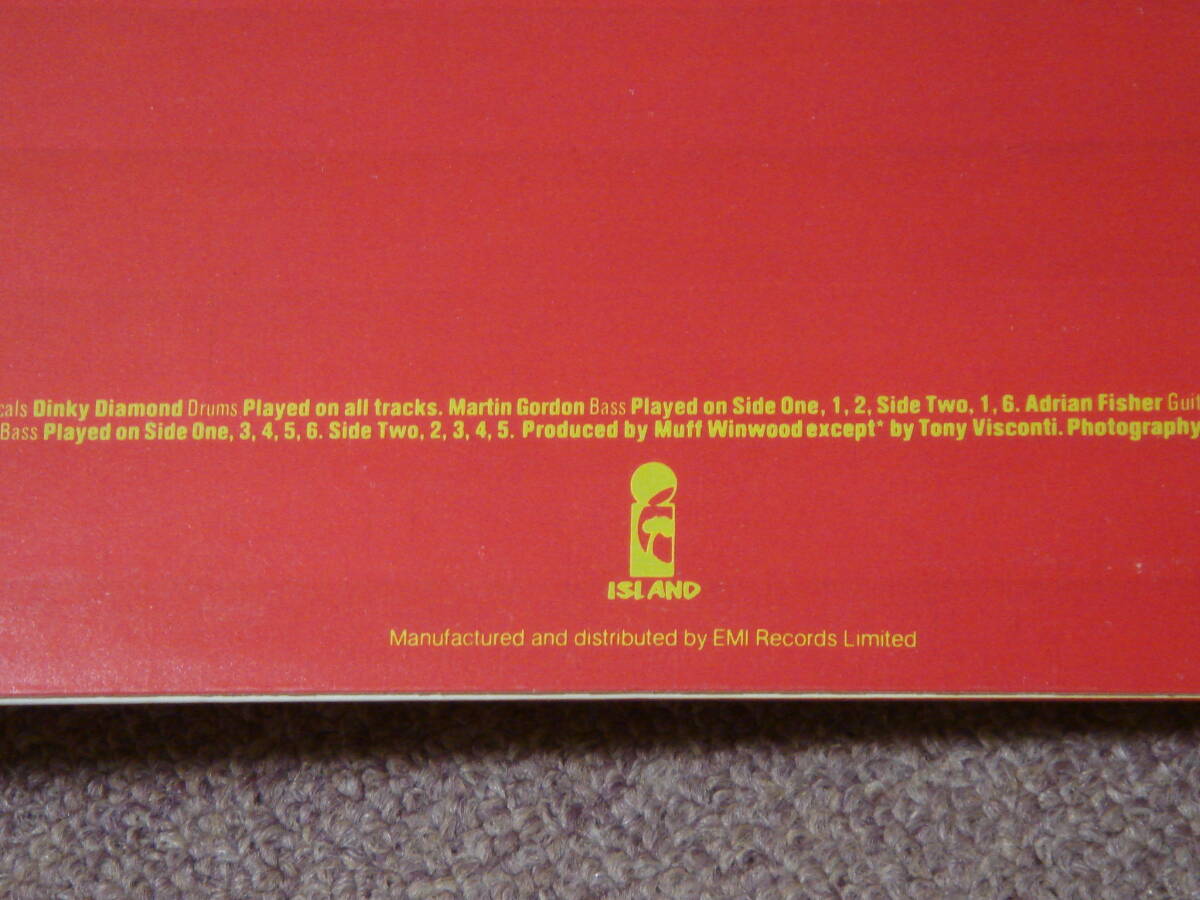 cals Dinky Diamond Drums Played on all tracks. Martin Gordon Bass Played on Side One, 1, 2, Side Two, 1, 6. Adrian Fisher Guit
Bass Played on Side One, 3, 4, 5, 6. Side Two, 2, 3, 4, 5. Produced by Muff Winwood except* by Tony Visconti. Photography
ISLAND
Manufactured and distributed by EMI Records Limited